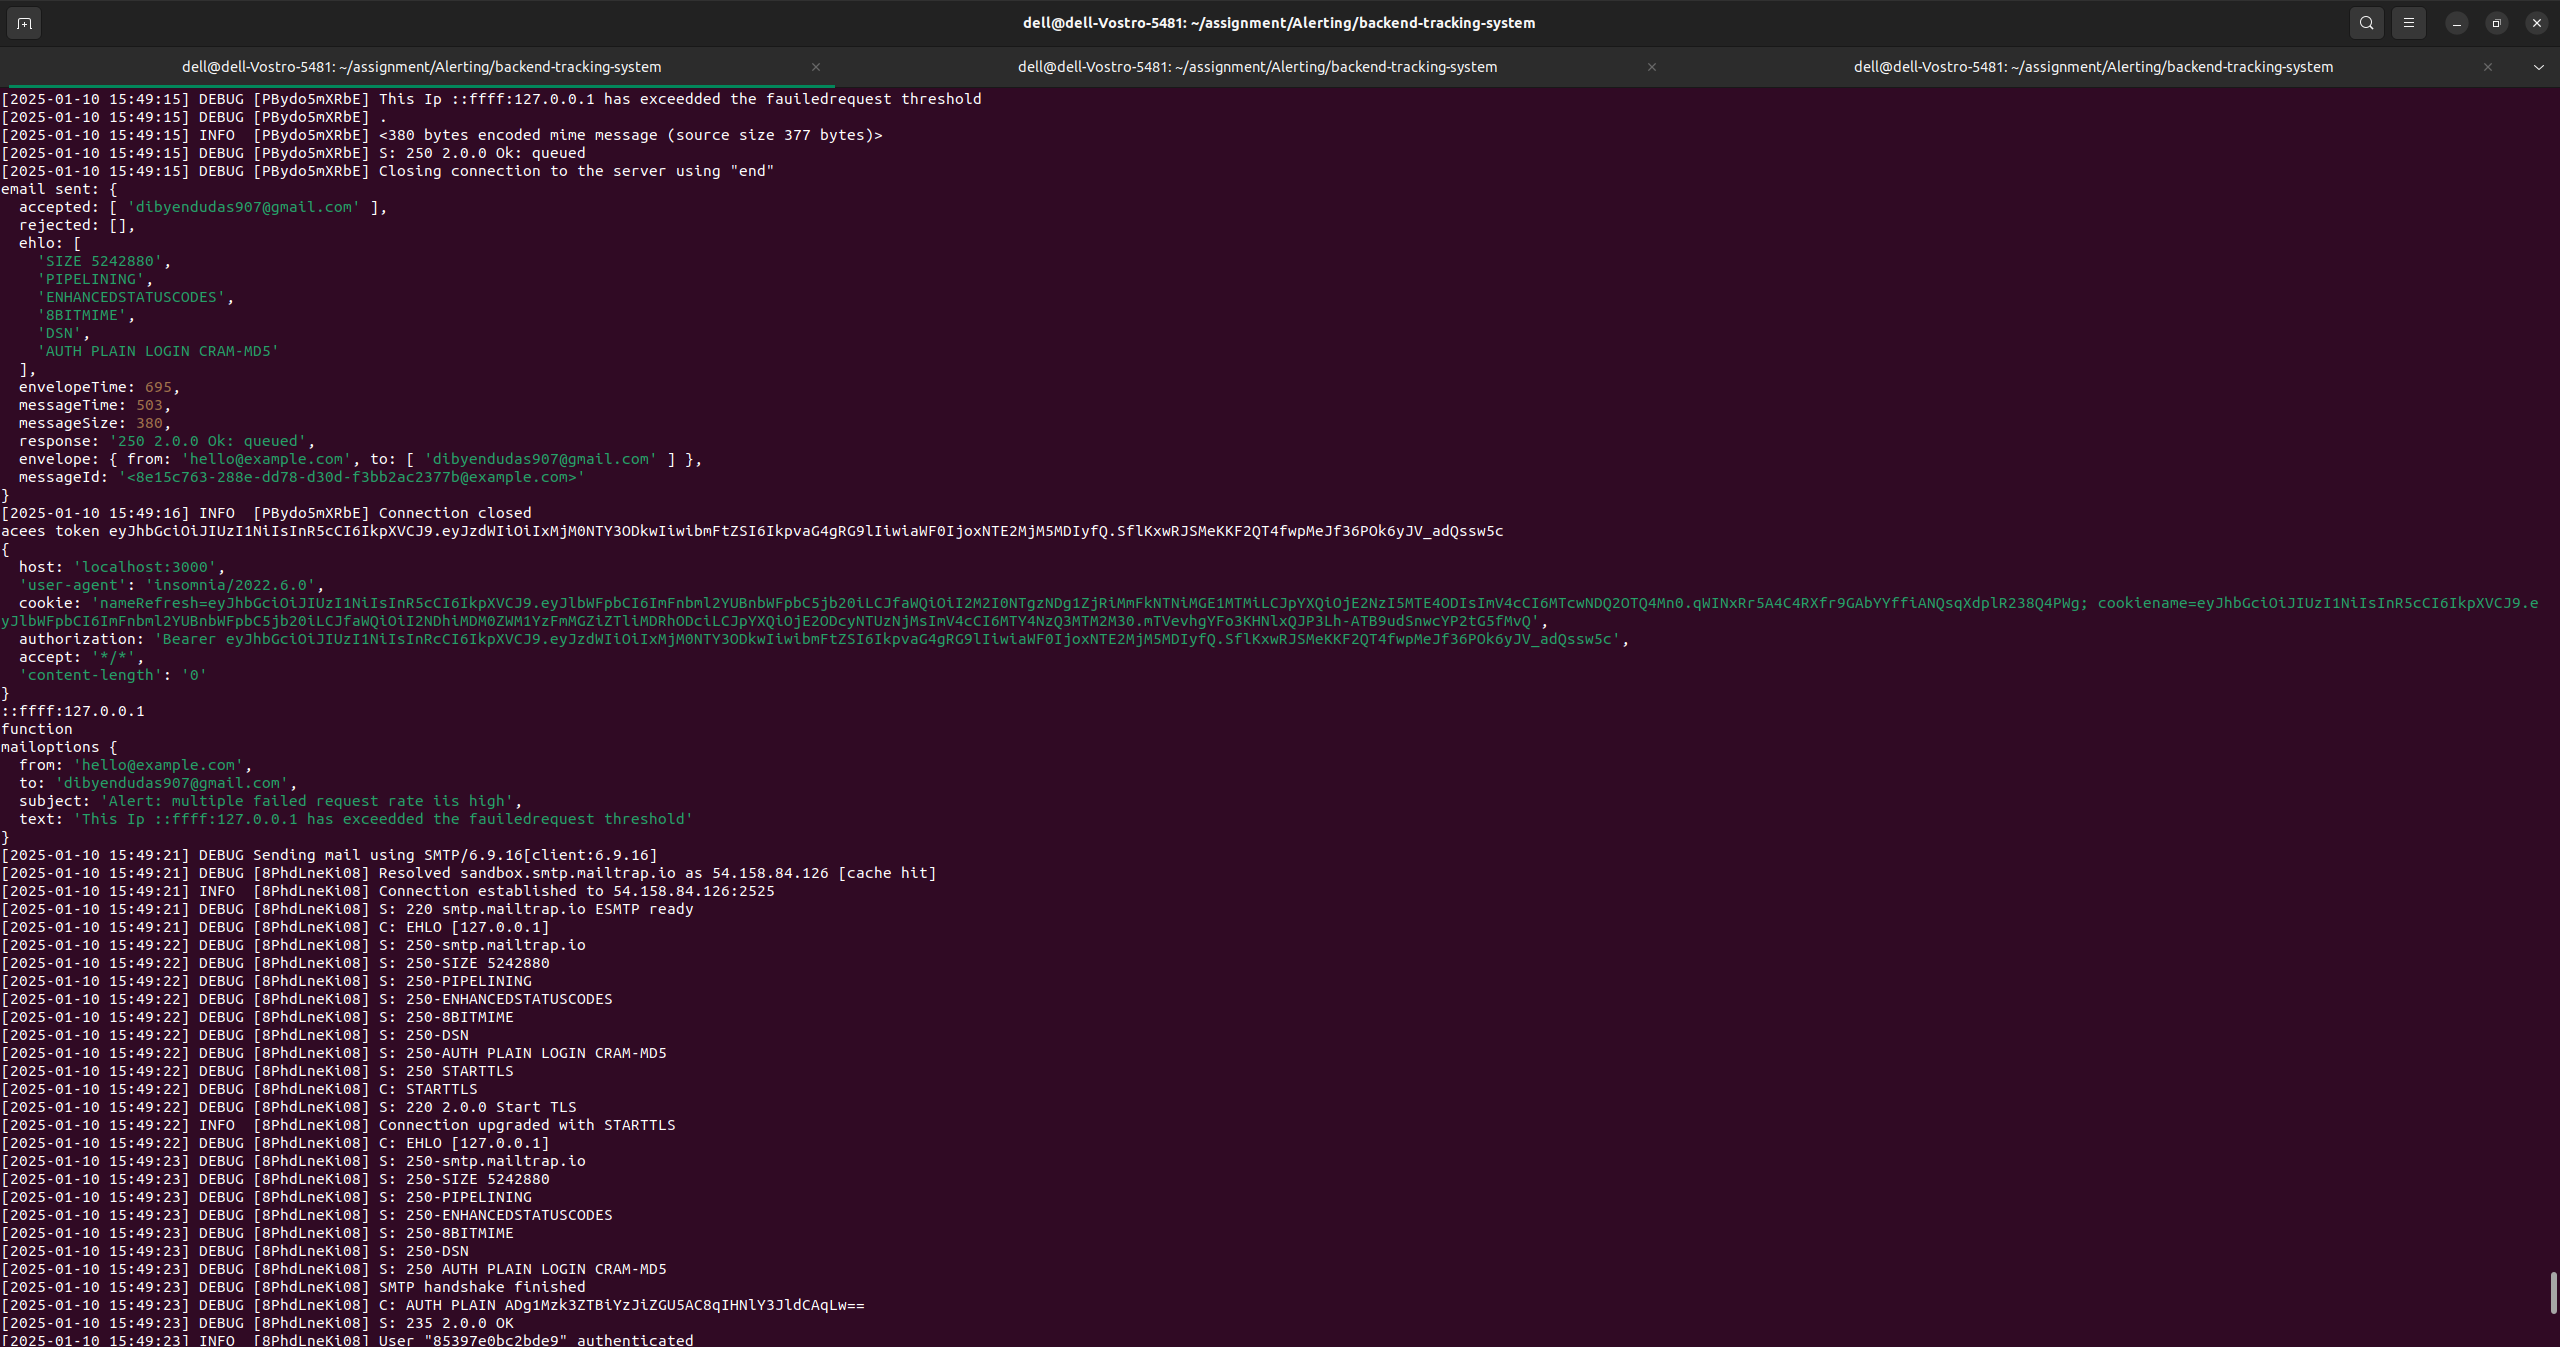 dell@dell-Vostro-5481: ~/assignment/Alerting/backend-tracking-system
dell@dell-Vostro-5481: ~/assignment/Alerting/backend-tracking-system × dell@dell-Vostro-5481: ~/assignment/Alerting/backend-tracking-system × dell@dell-Vostro-5481: ~/assignment/Alerting/backend-tracking-system ×
[2025-01-10 15:49:15] DEBUG [PBydo5mXRbE] This Ip ::ffff:127.0.0.1 has exceedded the fauiledrequest threshold
[2025-01-10 15:49:15] DEBUG [PBydo5mXRbE] .
[2025-01-10 15:49:15] INFO  [PBydo5mXRbE] <380 bytes encoded mime message (source size 377 bytes)>
[2025-01-10 15:49:15] DEBUG [PBydo5mXRbE] S: 250 2.0.0 Ok: queued
[2025-01-10 15:49:15] DEBUG [PBydo5mXRbE] Closing connection to the server using "end"
email sent: {
  accepted: [ 'dibyendudas907@gmail.com' ],
  rejected: [],
  ehlo: [
    'SIZE 5242880',
    'PIPELINING',
    'ENHANCEDSTATUSCODES',
    '8BITMIME',
    'DSN',
    'AUTH PLAIN LOGIN CRAM-MD5'
  ],
  envelopeTime: 695,
  messageTime: 503,
  messageSize: 380,
  response: '250 2.0.0 Ok: queued',
  envelope: { from: 'hello@example.com', to: [ 'dibyendudas907@gmail.com' ] },
  messageId: '<8e15c763-288e-dd78-d30d-f3bb2ac2377b@example.com>'
}
[2025-01-10 15:49:16] INFO  [PBydo5mXRbE] Connection closed
acees token eyJhbGciOiJIUzI1NiIsInR5cCI6IkpXVCJ9.eyJzdWIiOiIxMjM0NTY3ODkwIiwibmFtZSI6IkpvaG4gRG9lIiwiaWF0IjoxNTE2MjM5MDIyfQ.SflKxwRJSMeKKF2QT4fwpMeJf36POk6yJV_adQssw5c
{
  host: 'localhost:3000',
  'user-agent': 'insomnia/2022.6.0',
  cookie: 'nameRefresh=eyJhbGciOiJIUzI1NiIsInR5cCI6IkpXVCJ9.eyJlbWFpbCI6ImFnbml2YUBnbWFpbC5jb20iLCJfaWQiOiI2M2I0NTgzNDg1ZjRiMmFkNTNiMGE1MTMiLCJpYXQiOjE2NzI5MTE4ODIsImV4cCI6MTcwNDQ2OTQ4Mn0.qWINxRr5A4C4RXfr9GAbYYffiANQsqXdplR238Q4PWg; cookiename=eyJhbGciOiJIUzI1NiIsInR5cCI6IkpXVCJ9.e
yJlbWFpbCI6ImFnbml2YUBnbWFpbC5jb20iLCJfaWQiOiI2NDhiMDM0ZWM1YzFmMGZiZTliMDRhODciLCJpYXQiOjE2ODcyNTUzNjMsImV4cCI6MTY4NzQ3MTM2M30.mTVevhgYFo3KHNlxQJP3Lh-ATB9udSnwcYP2tG5fMvQ',
  authorization: 'Bearer eyJhbGciOiJIUzI1NiIsInRcCI6IkpXVCJ9.eyJzdWIiOiIxMjM0NTY3ODkwIiwibmFtZSI6IkpvaG4gRG9lIiwiaWF0IjoxNTE2MjM5MDIyfQ.SflKxwRJSMeKKF2QT4fwpMeJf36POk6yJV_adQssw5c',
  accept: '*/*',
  'content-length': '0'
}
::ffff:127.0.0.1
function
mailoptions {
  from: 'hello@example.com',
  to: 'dibyendudas907@gmail.com',
  subject: 'Alert: multiple failed request rate iis high',
  text: 'This Ip ::ffff:127.0.0.1 has exceedded the fauiledrequest threshold'
}
[2025-01-10 15:49:21] DEBUG Sending mail using SMTP/6.9.16[client:6.9.16]
[2025-01-10 15:49:21] DEBUG [8PhdLneKi08] Resolved sandbox.smtp.mailtrap.io as 54.158.84.126 [cache hit]
[2025-01-10 15:49:21] INFO  [8PhdLneKi08] Connection established to 54.158.84.126:2525
[2025-01-10 15:49:21] DEBUG [8PhdLneKi08] S: 220 smtp.mailtrap.io ESMTP ready
[2025-01-10 15:49:21] DEBUG [8PhdLneKi08] C: EHLO [127.0.0.1]
[2025-01-10 15:49:22] DEBUG [8PhdLneKi08] S: 250-smtp.mailtrap.io
[2025-01-10 15:49:22] DEBUG [8PhdLneKi08] S: 250-SIZE 5242880
[2025-01-10 15:49:22] DEBUG [8PhdLneKi08] S: 250-PIPELINING
[2025-01-10 15:49:22] DEBUG [8PhdLneKi08] S: 250-ENHANCEDSTATUSCODES
[2025-01-10 15:49:22] DEBUG [8PhdLneKi08] S: 250-8BITMIME
[2025-01-10 15:49:22] DEBUG [8PhdLneKi08] S: 250-DSN
[2025-01-10 15:49:22] DEBUG [8PhdLneKi08] S: 250-AUTH PLAIN LOGIN CRAM-MD5
[2025-01-10 15:49:22] DEBUG [8PhdLneKi08] S: 250 STARTTLS
[2025-01-10 15:49:22] DEBUG [8PhdLneKi08] C: STARTTLS
[2025-01-10 15:49:22] DEBUG [8PhdLneKi08] S: 220 2.0.0 Start TLS
[2025-01-10 15:49:22] INFO  [8PhdLneKi08] Connection upgraded with STARTTLS
[2025-01-10 15:49:22] DEBUG [8PhdLneKi08] C: EHLO [127.0.0.1]
[2025-01-10 15:49:23] DEBUG [8PhdLneKi08] S: 250-smtp.mailtrap.io
[2025-01-10 15:49:23] DEBUG [8PhdLneKi08] S: 250-SIZE 5242880
[2025-01-10 15:49:23] DEBUG [8PhdLneKi08] S: 250-PIPELINING
[2025-01-10 15:49:23] DEBUG [8PhdLneKi08] S: 250-ENHANCEDSTATUSCODES
[2025-01-10 15:49:23] DEBUG [8PhdLneKi08] S: 250-8BITMIME
[2025-01-10 15:49:23] DEBUG [8PhdLneKi08] S: 250-DSN
[2025-01-10 15:49:23] DEBUG [8PhdLneKi08] S: 250 AUTH PLAIN LOGIN CRAM-MD5
[2025-01-10 15:49:23] DEBUG [8PhdLneKi08] SMTP handshake finished
[2025-01-10 15:49:23] DEBUG [8PhdLneKi08] C: AUTH PLAIN ADg1Mzk3ZTBiYzJiZGU5AC8qIHNlY3JldCAqLw==
[2025-01-10 15:49:23] DEBUG [8PhdLneKi08] S: 235 2.0.0 OK
[2025-01-10 15:49:23] INFO  [8PhdLneKi08] User "85397e0bc2bde9" authenticated